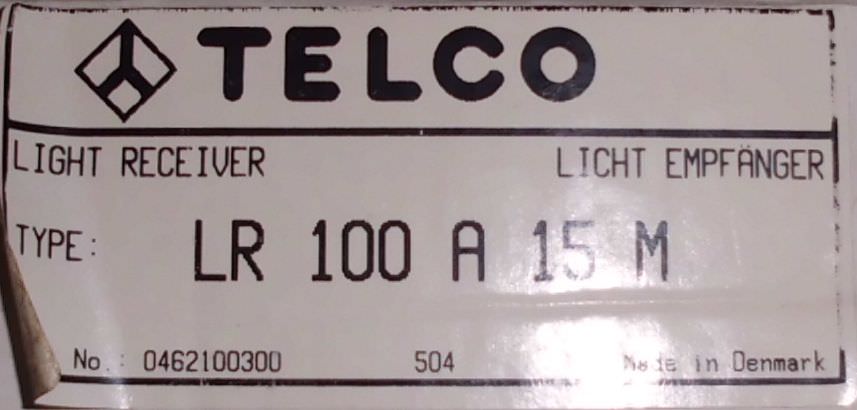 TELCO
LIGHT RECEIVER LICHT EMPFÄNGER
TYPE: LR 100 A 15 M
No.: 0462100300 504 Made in Denmark